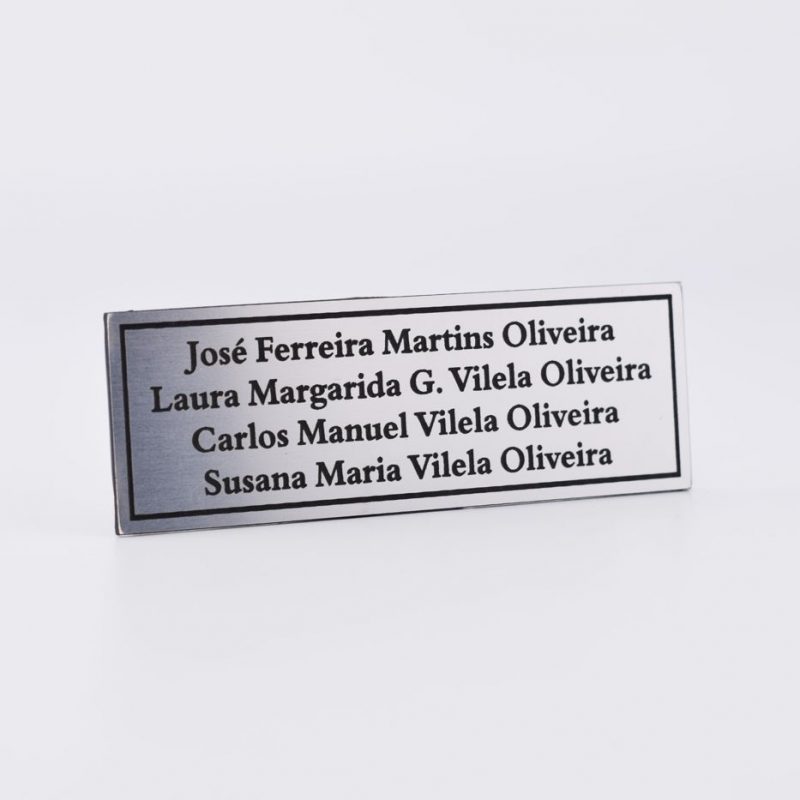 José Ferreira Martins Oliveira
Laura Margarida G. Vilela Oliveira
Carlos Manuel Vilela Oliveira
Susana Maria Vilela Oliveira